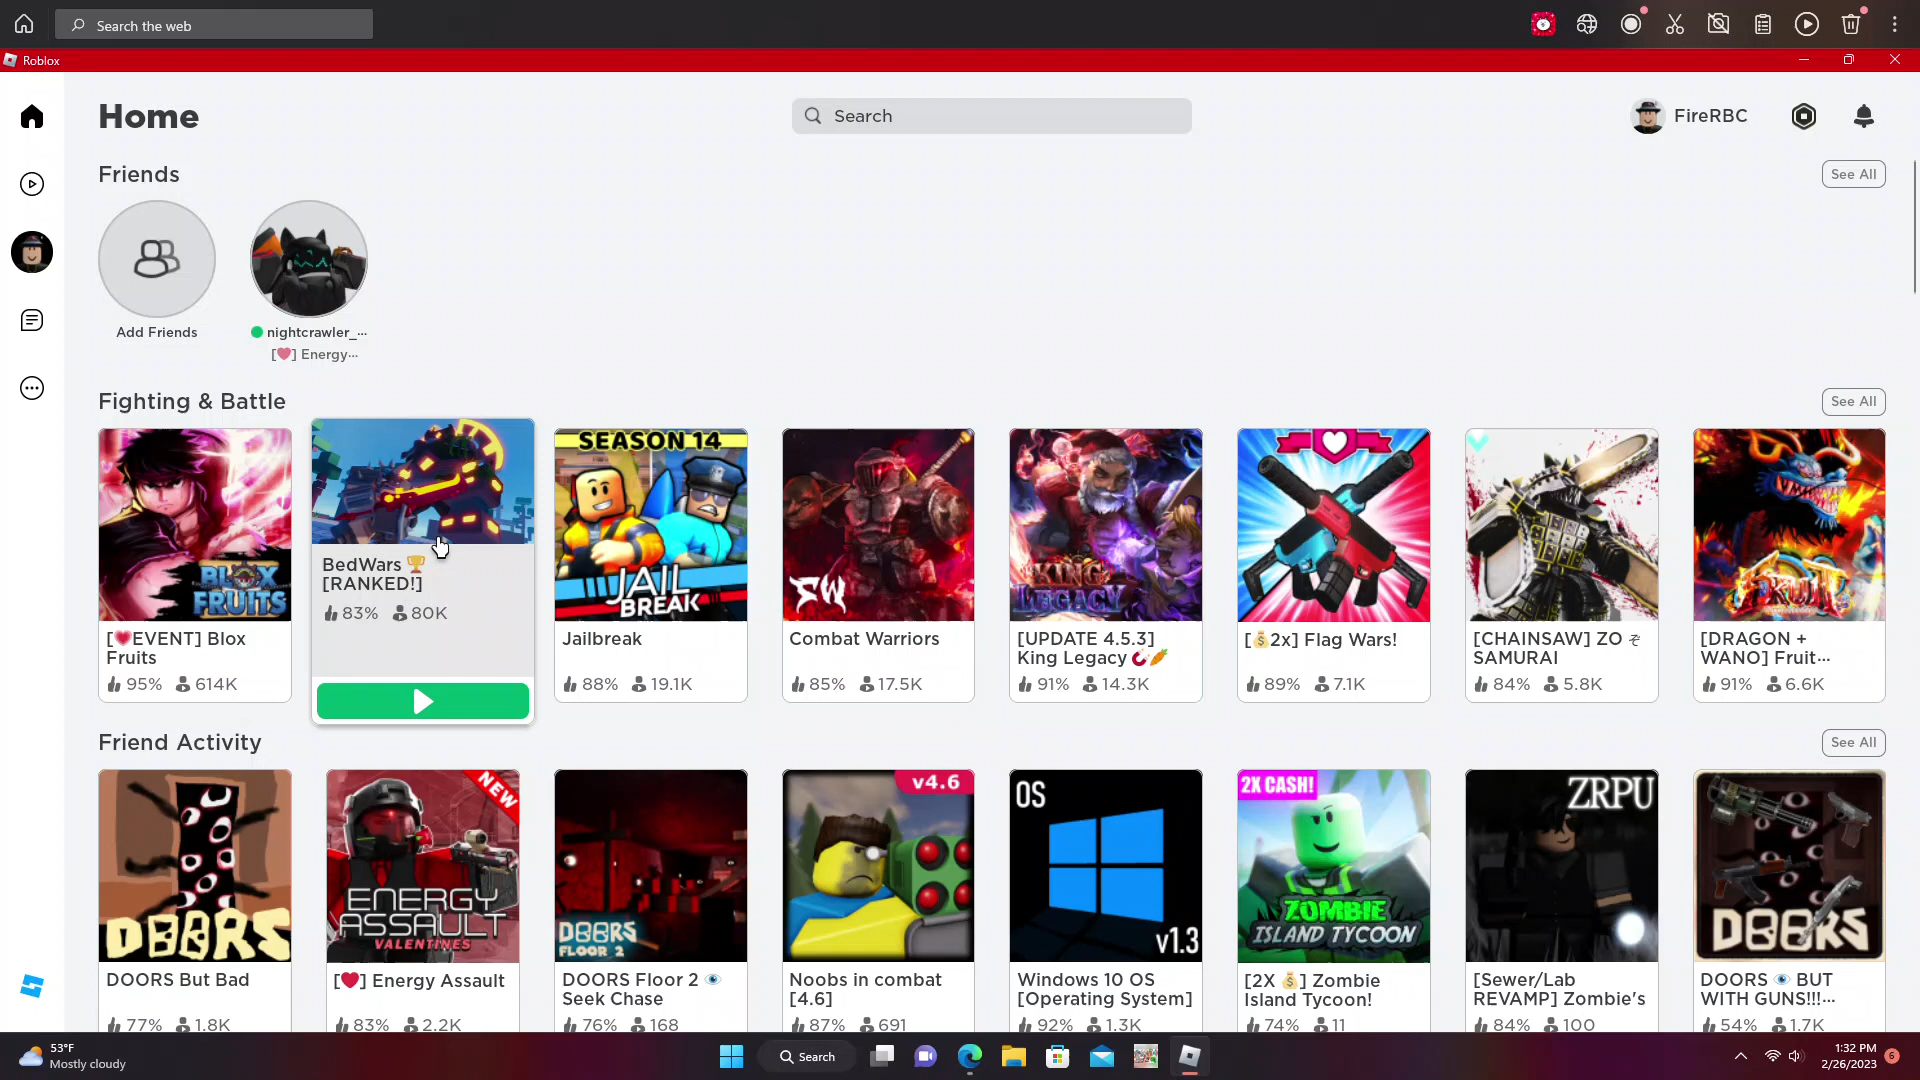 Search the web
Roblox
Home
Search
FireRBC
Friends
See All
Add Friends
nightcrawler_...
[❤] Energy...
Fighting & Battle
See All
SEASON 14
BLOX
FRUITS
JAIL
BREAK
KING
LEGACY
BedWars 🏆
[RANKED!]
83% 80K
[💗EVENT] Blox
Fruits
95% 614K
Jailbreak
88% 19.1K
Combat Warriors
85% 17.5K
[UPDATE 4.5.3]
King Legacy 🧲🥕
91% 14.3K
[💰2x] Flag Wars!
89% 7.1K
[CHAINSAW] ZO ぞ
SAMURAI
84% 5.8K
[DRAGON +
WANO] Fruit...
91% 6.6K
Friend Activity
See All
DOORS
NEW
ENERGY
ASSAULT
VALENTINES
DOORS
FLOOR 2
v4.6
OS
v1.3
2X CASH!
ZOMBIE
ISLAND TYCOON
ZRPU
DOORS
DOORS But Bad
77% 1.8K
[❤] Energy Assault
83% 2.2K
DOORS Floor 2 👁
Seek Chase
76% 168
Noobs in combat
[4.6]
87% 691
Windows 10 OS
[Operating System]
92% 1.3K
[2X 💰] Zombie
Island Tycoon!
74% 11
[Sewer/Lab
REVAMP] Zombie's
84% 100
DOORS 👁 BUT
WITH GUNS!!!...
54% 1.7K
53°F
Mostly cloudy
Search
1:32 PM
2/26/2023
6